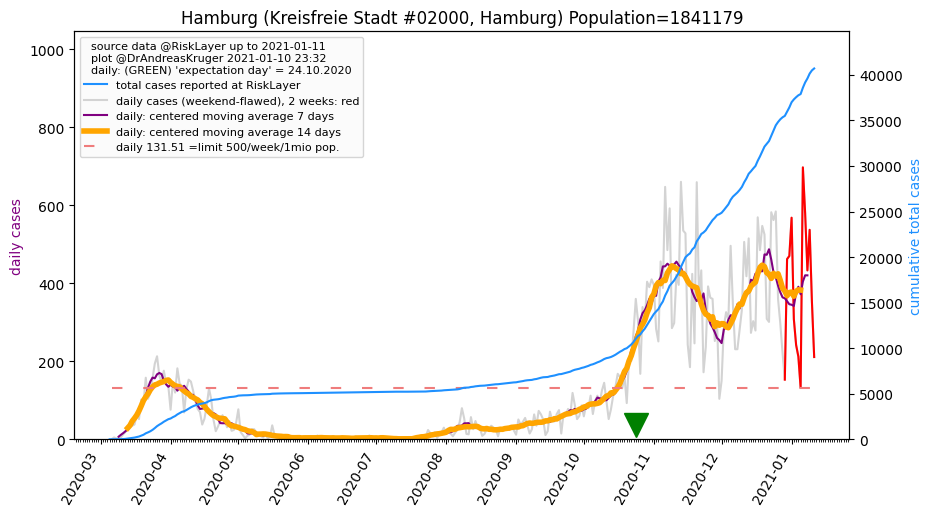 Hamburg (Kreisfreie Stadt #02000, Hamburg) Population=1841179
source data @RiskLayer up to 2021-01-11
plot @DrAndreasKruger 2021-01-10 23:32
daily: (GREEN) 'expectation day' = 24.10.2020
total cases reported at RiskLayer
daily cases (weekend-flawed), 2 weeks: red
daily: centered moving average 7 days
daily: centered moving average 14 days
daily 131.51 =limit 500/week/1mio pop.
daily cases
1000
800
600
400
200
0
40000
35000
30000
25000
20000
15000
10000
5000
0
cumulative total cases
2020-03
2020-04
2020-05
2020-06
2020-07
2020-08
2020-09
2020-10
2020-11
2020-12
2021-01